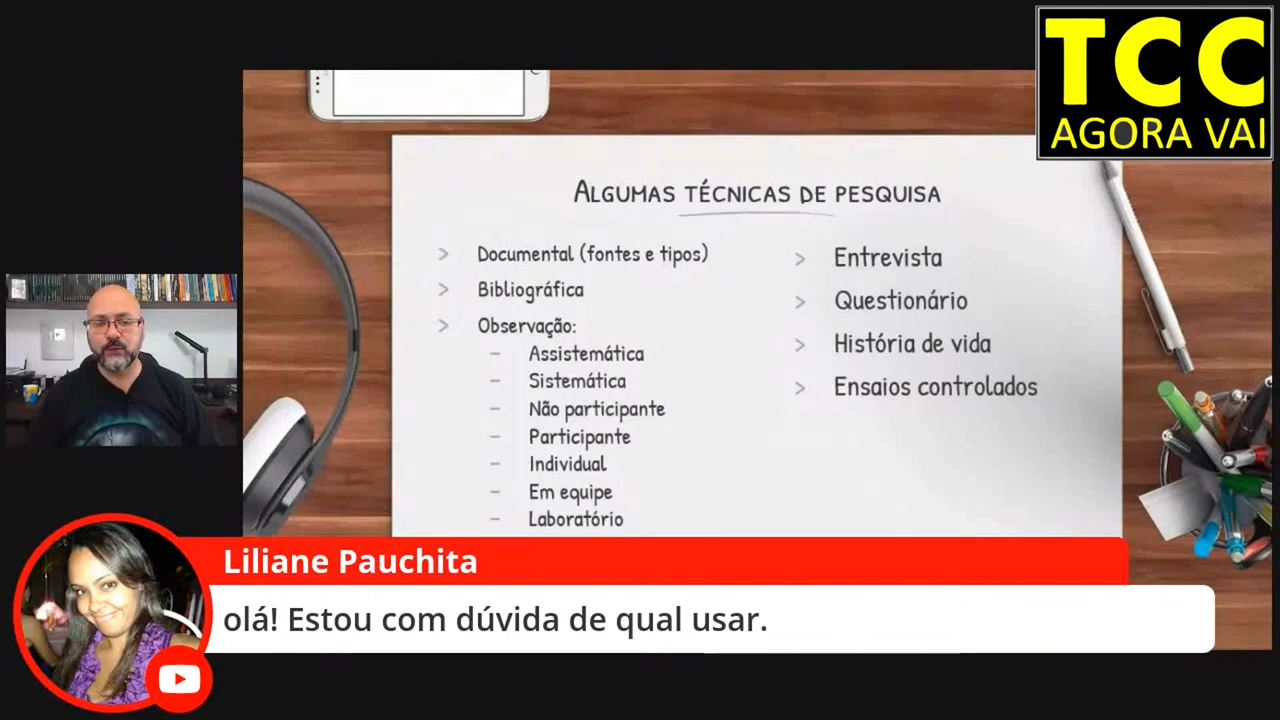 TCC
AGORA VAI
ALGUMAS TÉCNICAS DE PESQUISA
> Documental (fontes e tipos)
> Bibliográfica
> Observação:
– Assistemática
– Sistemática
– Não participante
– Participante
– Individual
– Em equipe
– Laboratório
> Entrevista
> Questionário
> História de vida
> Ensaios controlados
Liliane Pauchita
olá! Estou com dúvida de qual usar.